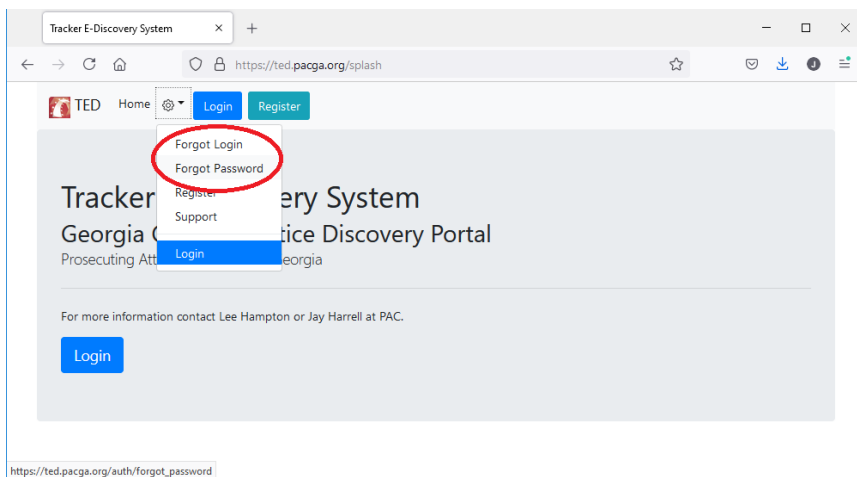 Tracker E-Discovery System
https://ted.pacga.org/splash
J
TED Home Login Register
Forgot Login
Forgot Password
Register
Support
Login
Tracker ery System
Georgia tice Discovery Portal
Prosecuting Att eorgia
For more information contact Lee Hampton or Jay Harrell at PAC.
Login
https://ted.pacga.org/auth/forgot_password